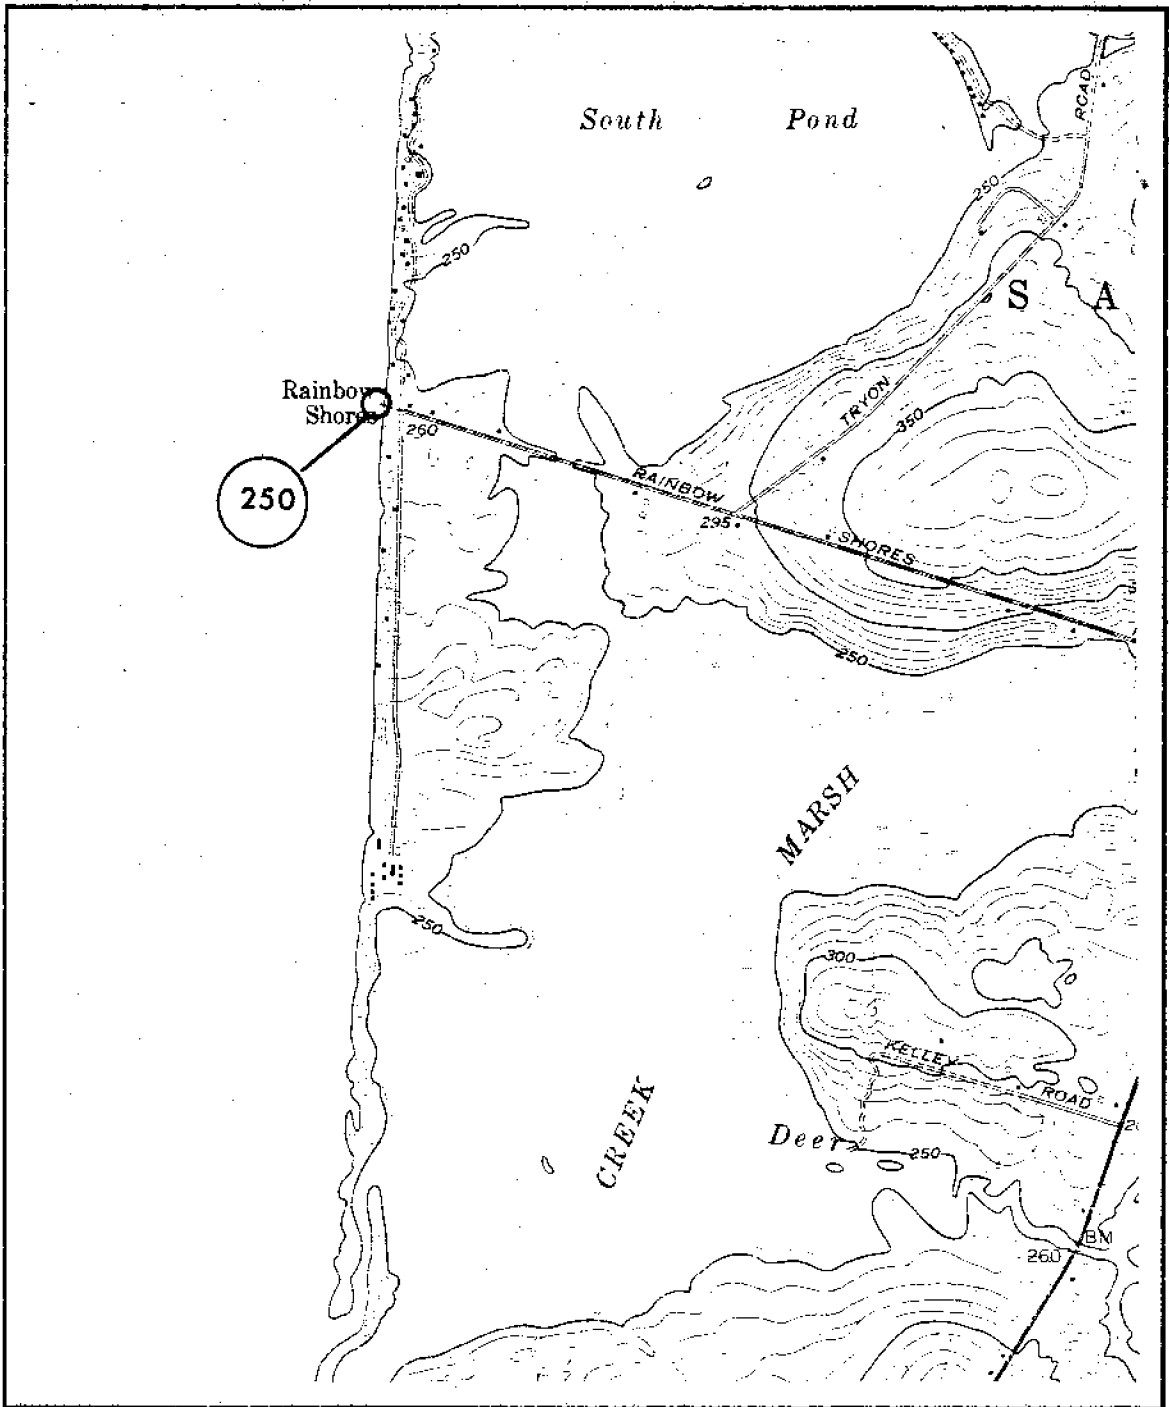 South Pond
ROAD
250
250
S A
Rainbow
Shores
260
TRYON
350
250
RAINBOW
295
SHORES
250
MARSH
250
300
KELLEY
ROAD
CREEK
Deer
250
BM
260